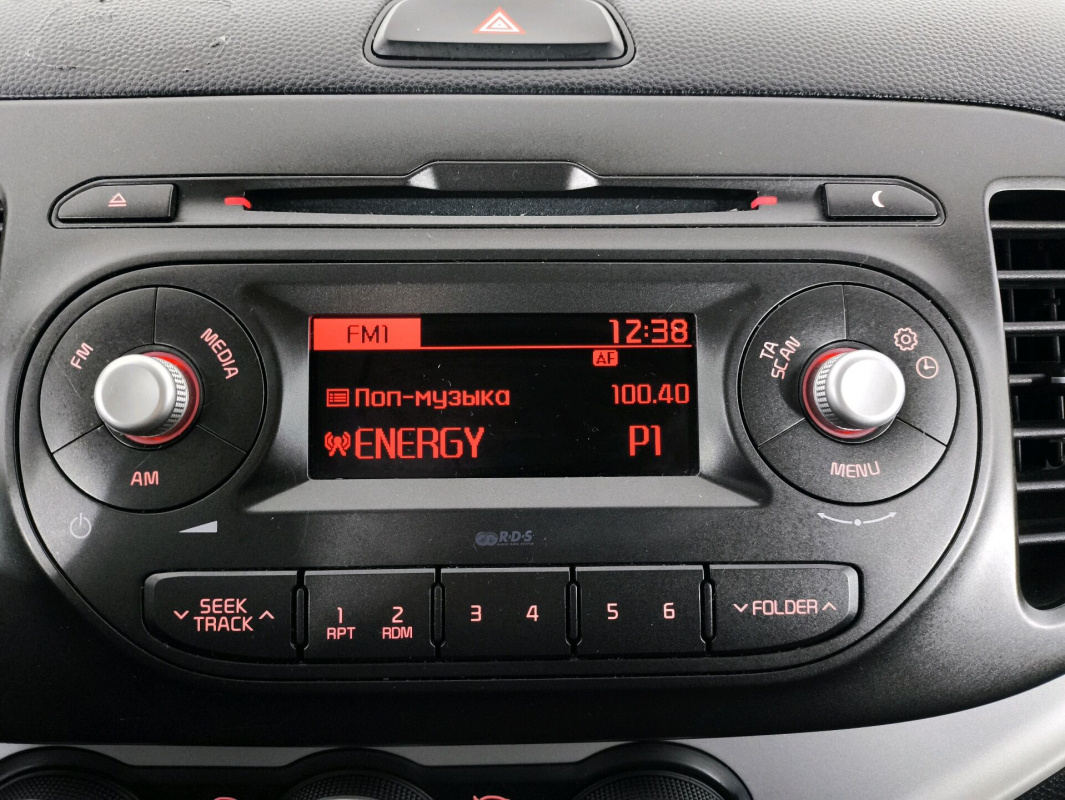 FM1 12:38
AF
Поп-музыка 100.40
ENERGY P1
FM MEDIA
AM
TA
SCAN
MENU
R·D·S
SEEK
TRACK
1 2 3 4 5 6
RPT RDM
FOLDER